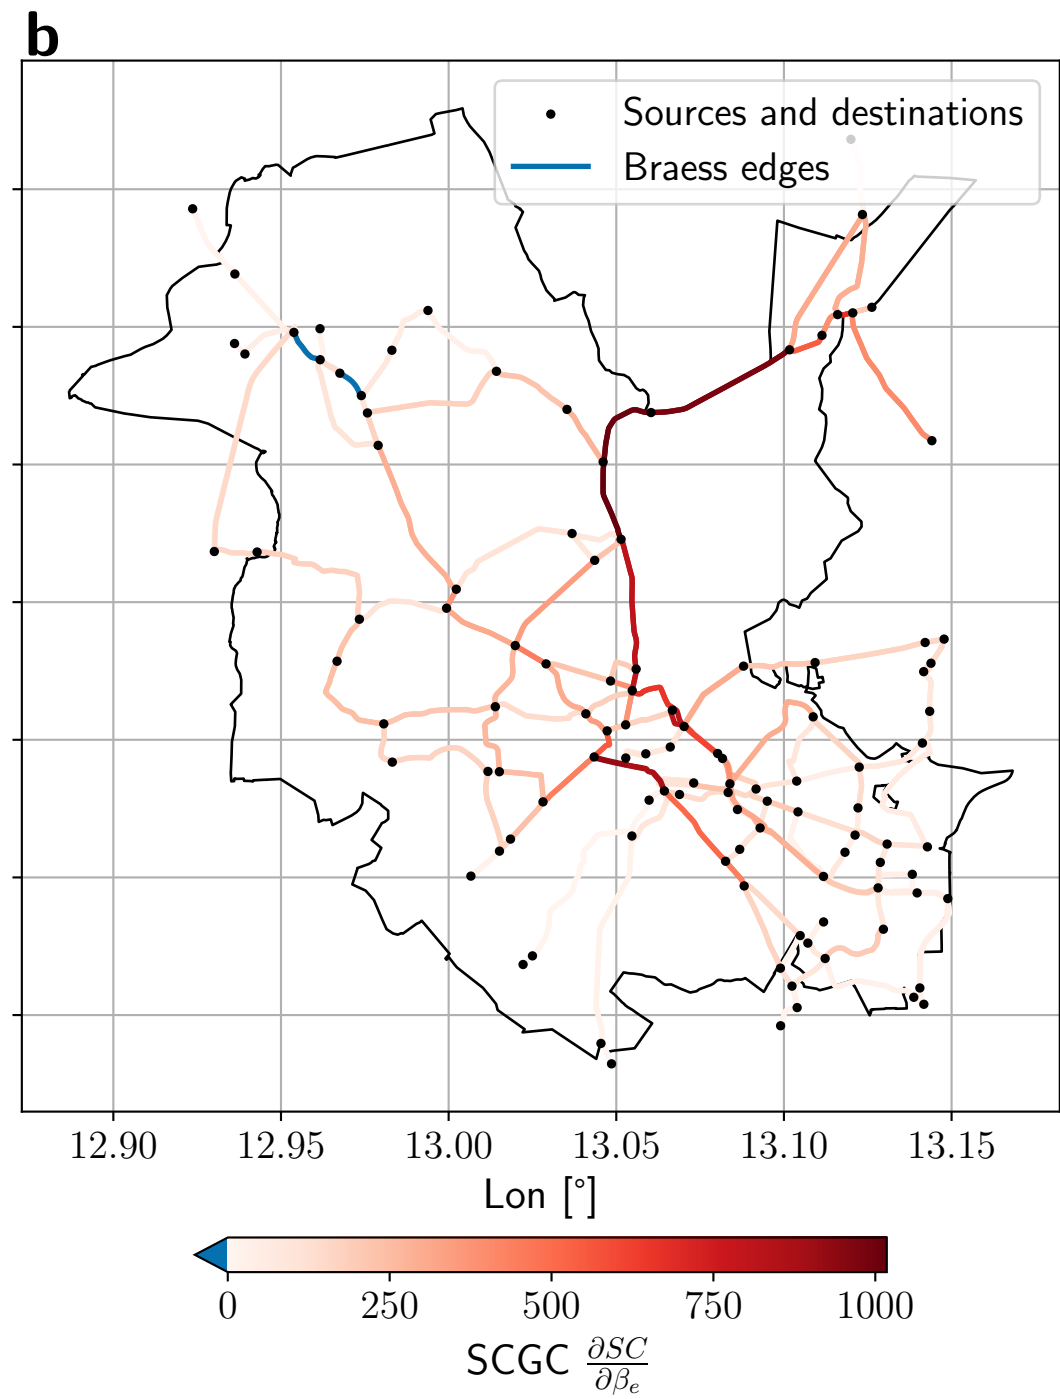 b
Sources and destinations
Braess edges
12.90 12.95 13.00 13.05 13.10 13.15
Lon [°]
0 250 500 750 1000
SCGC ∂SC/∂βₑ